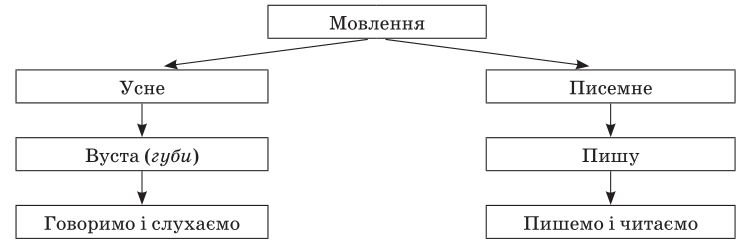 Мовлення
Усне
Писемне
Вуста (губи)
Пишу
Говоримо і слухаємо
Пишемо і читаємо